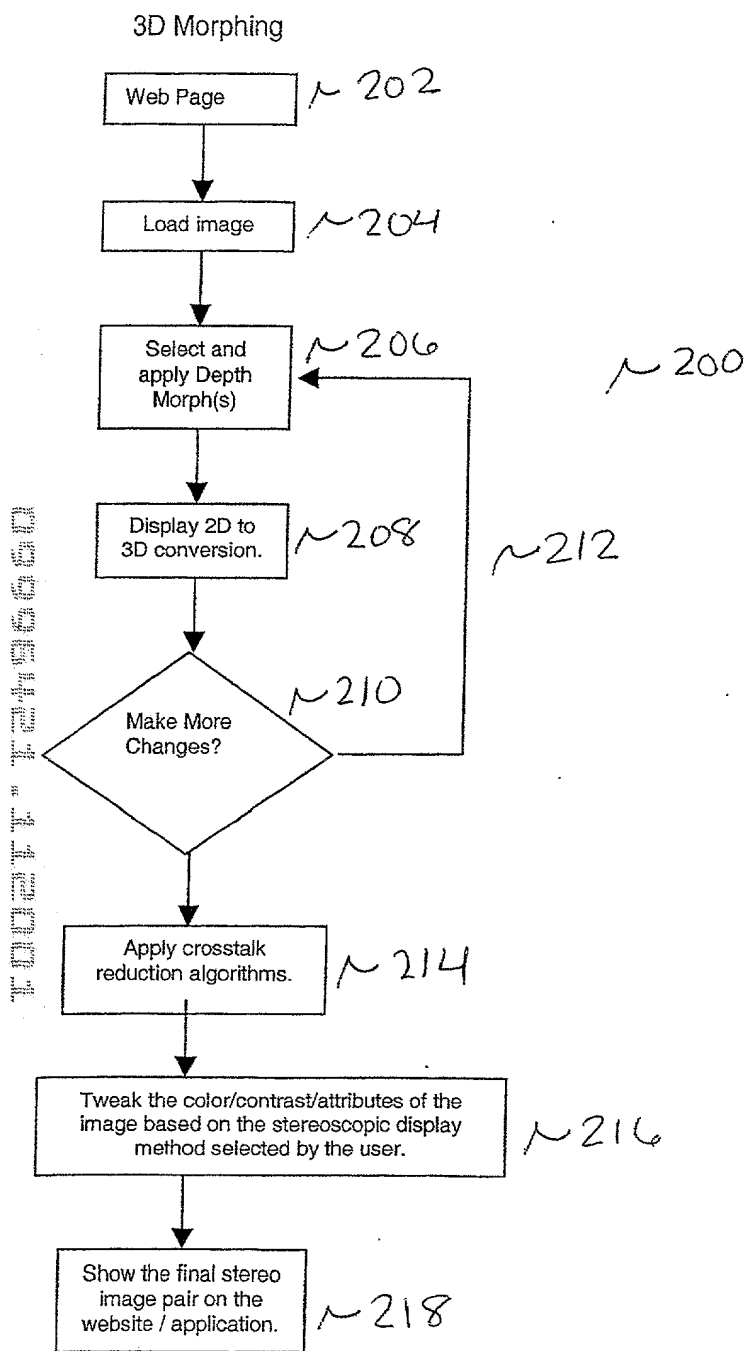 3D Morphing
Web Page
~ 202
Load image
~204
Select and
apply Depth
Morph(s)
~206
~ 200
Display 2D to
3D conversion.
~208
~212
Make More
Changes?
~210
Apply crosstalk
reduction algorithms.
~ 214
Tweak the color/contrast/attributes of the
image based on the stereoscopic display
method selected by the user.
~216
Show the final stereo
image pair on the
website / application.
~218